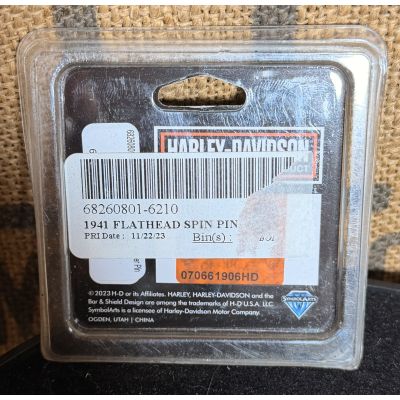 HARLEY-DAVIDSON
68260801-6210
1941 FLATHEAD SPIN PIN
PRI Date : 11/22/23 Bin(s) :
070661906HD
© 2023 H-D or its Affiliates. HARLEY, HARLEY-DAVIDSON and the
Bar & Shield Design are among the trademarks of H-D U.S.A. LLC.
SymbolArts is a licensee of Harley-Davidson Motor Company.
OGDEN, UTAH | CHINA
SYMBOLARTS